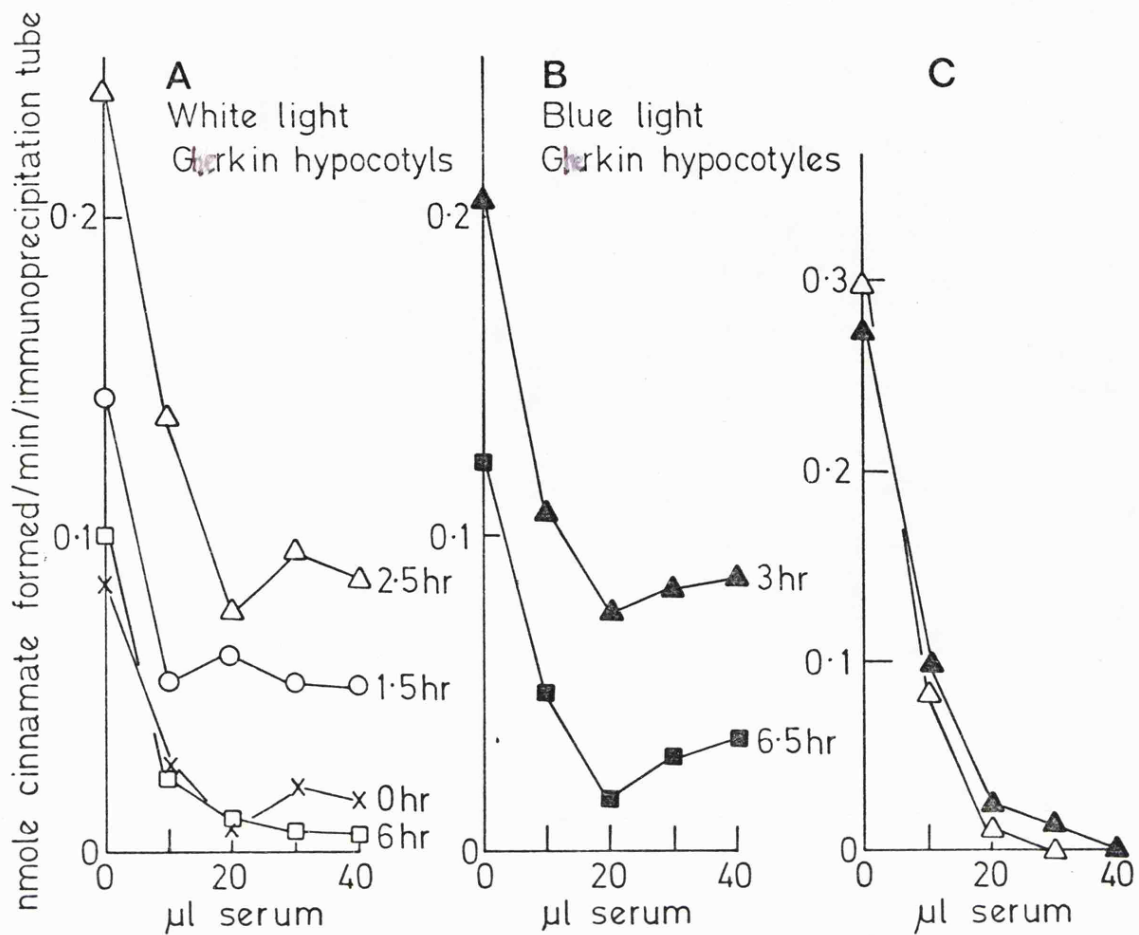 nmole cinnamate formed/min/immunoprecipitation tube
A
White light
Gherkin hypocotyls
0·2
0·1
0
2·5hr
1·5hr
0hr
6hr
0 20 40
µl serum
B
Blue light
Gherkin hypocotyles
0·2
0·1
0
3hr
6·5hr
0 20 40
µl serum
C
0·3
0·2
0·1
0
0 20 40
µl serum